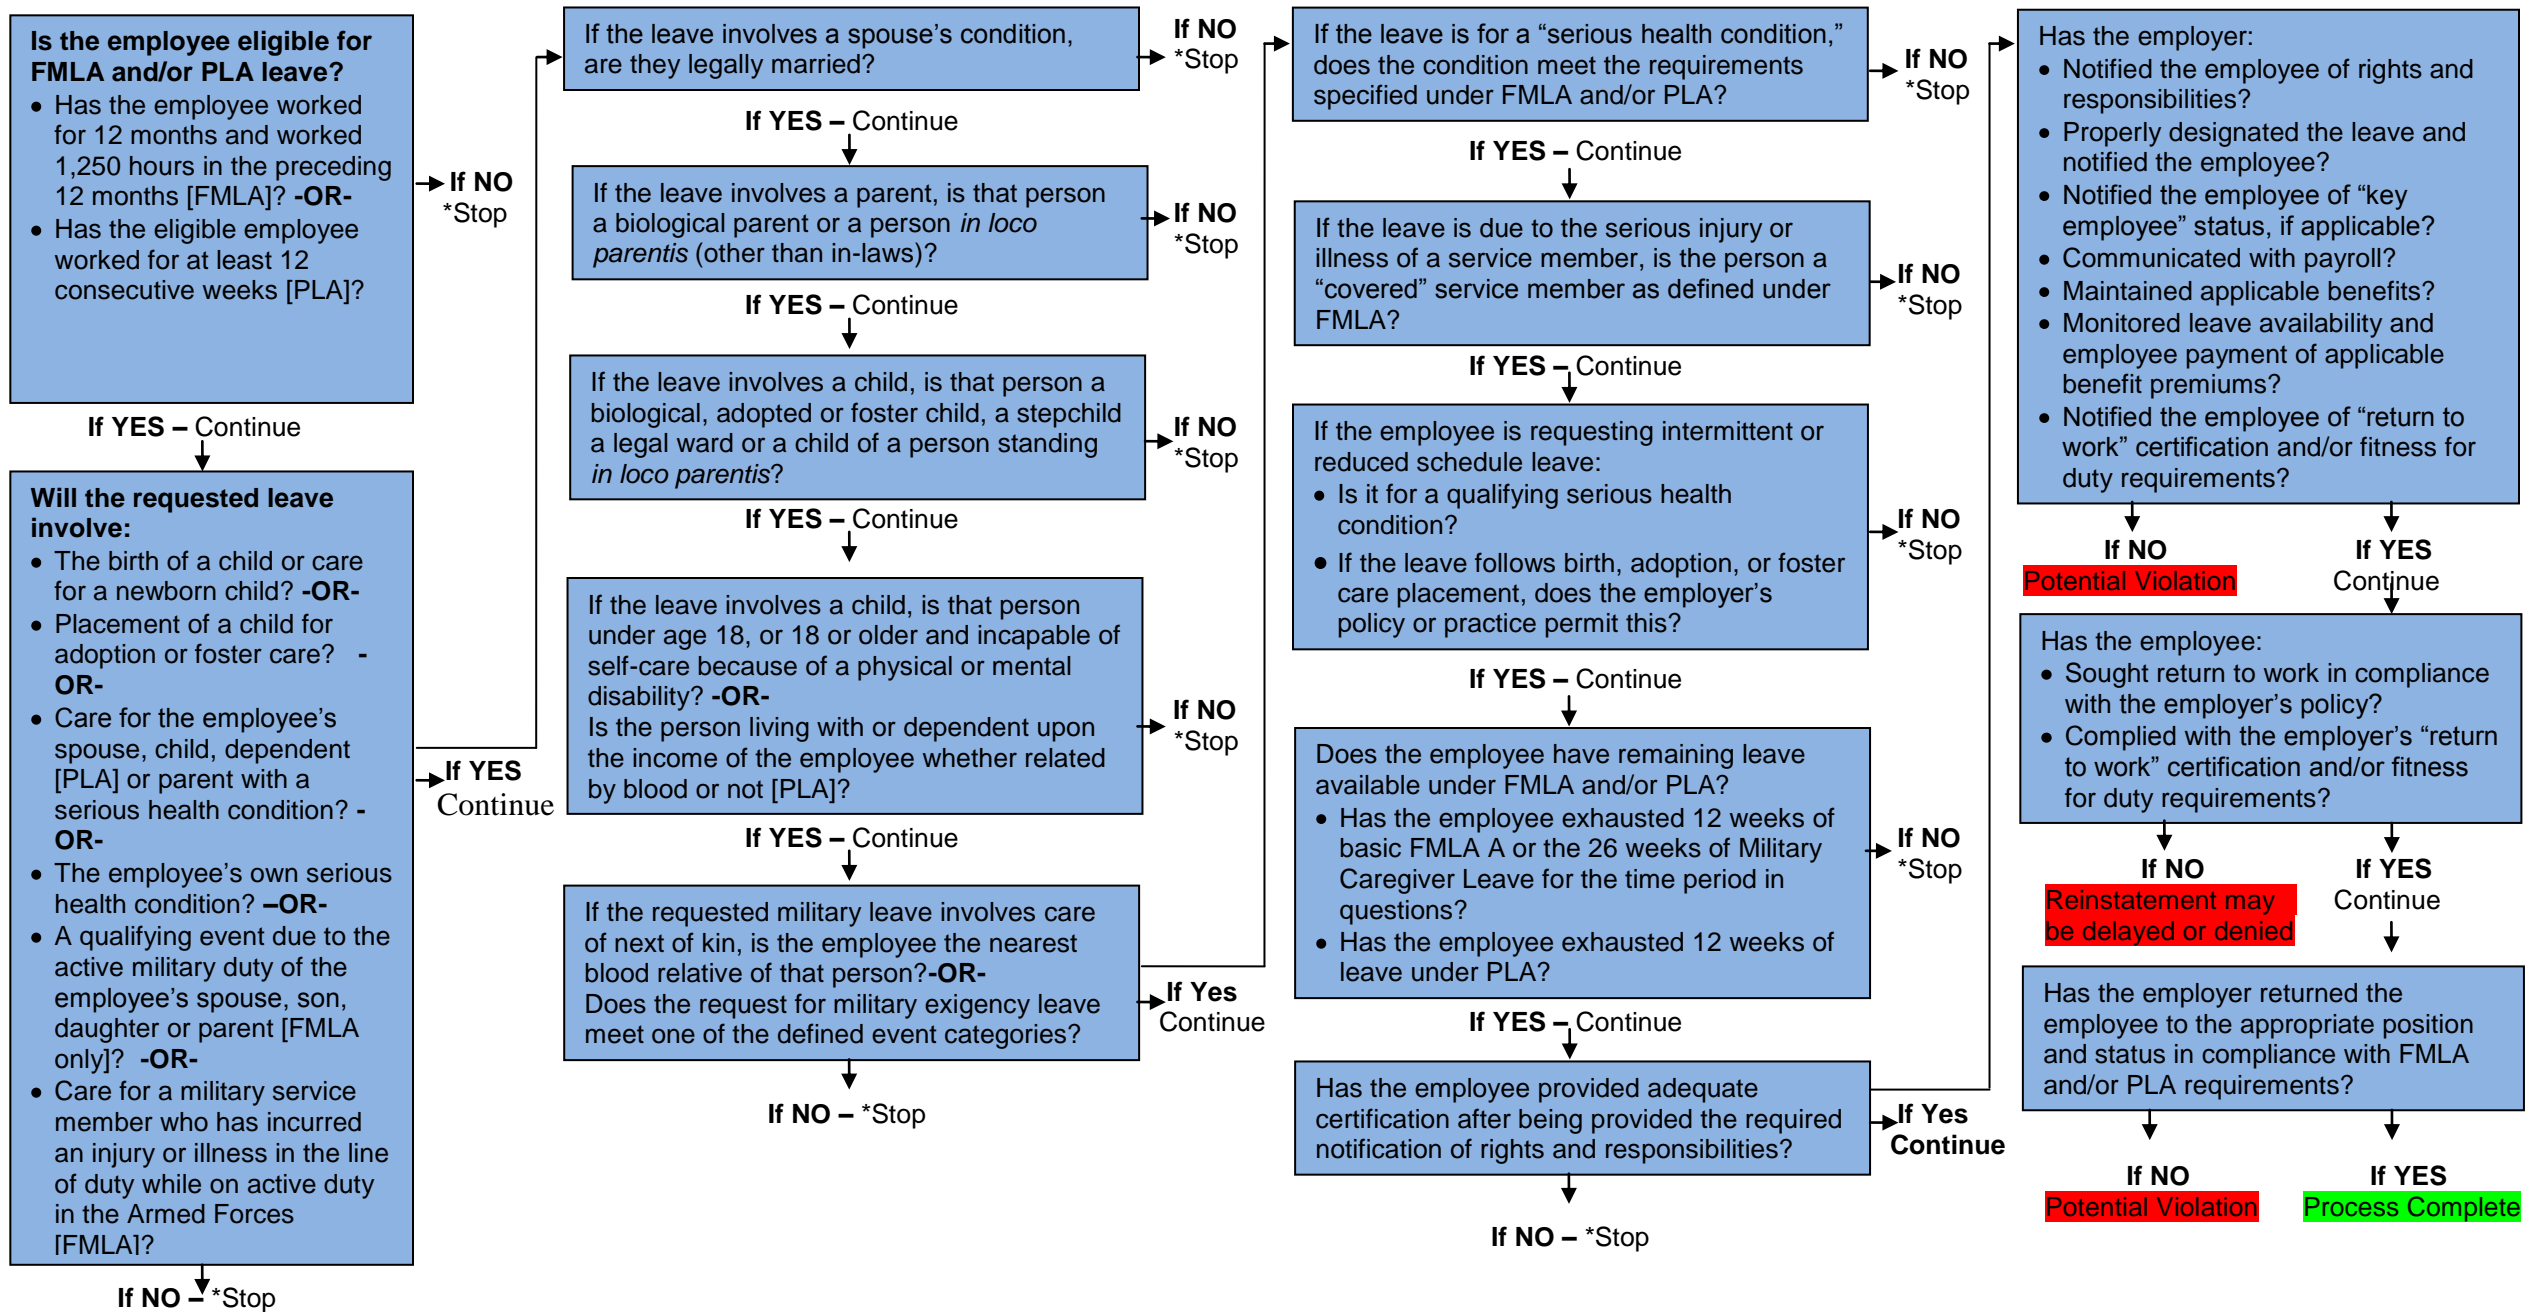 Is the employee eligible for
FMLA and/or PLA leave?
• Has the employee worked
for 12 months and worked
1,250 hours in the preceding
12 months [FMLA]? -OR-
• Has the eligible employee
worked for at least 12
consecutive weeks [PLA]?
If NO
*Stop
If YES – Continue
Will the requested leave
involve:
• The birth of a child or care
for a newborn child? -OR-
• Placement of a child for
adoption or foster care? -
OR-
• Care for the employee's
spouse, child, dependent
[PLA] or parent with a
serious health condition? -
OR-
• The employee's own serious
health condition? –OR-
• A qualifying event due to the
active military duty of the
employee's spouse, son,
daughter or parent [FMLA
only]? -OR-
• Care for a military service
member who has incurred
an injury or illness in the line
of duty while on active duty
in the Armed Forces
[FMLA]?
If YES
Continue
If NO – *Stop
If the leave involves a spouse's condition,
are they legally married?
If NO
*Stop
If YES – Continue
If the leave involves a parent, is that person
a biological parent or a person in loco
parentis (other than in-laws)?
If NO
*Stop
If YES – Continue
If the leave involves a child, is that person a
biological, adopted or foster child, a stepchild
a legal ward or a child of a person standing
in loco parentis?
If NO
*Stop
If YES – Continue
If the leave involves a child, is that person
under age 18, or 18 or older and incapable of
self-care because of a physical or mental
disability? -OR-
Is the person living with or dependent upon
the income of the employee whether related
by blood or not [PLA]?
If NO
*Stop
If YES – Continue
If the requested military leave involves care
of next of kin, is the employee the nearest
blood relative of that person?-OR-
Does the request for military exigency leave
meet one of the defined event categories?
If Yes
Continue
If NO – *Stop
If the leave is for a “serious health condition,”
does the condition meet the requirements
specified under FMLA and/or PLA?
If NO
*Stop
If YES – Continue
If the leave is due to the serious injury or
illness of a service member, is the person a
“covered” service member as defined under
FMLA?
If NO
*Stop
If YES – Continue
If the employee is requesting intermittent or
reduced schedule leave:
• Is it for a qualifying serious health
condition?
• If the leave follows birth, adoption, or foster
care placement, does the employer's
policy or practice permit this?
If NO
*Stop
If YES – Continue
Does the employee have remaining leave
available under FMLA and/or PLA?
• Has the employee exhausted 12 weeks of
basic FMLA A or the 26 weeks of Military
Caregiver Leave for the time period in
questions?
• Has the employee exhausted 12 weeks of
leave under PLA?
If NO
*Stop
If YES – Continue
Has the employee provided adequate
certification after being provided the required
notification of rights and responsibilities?
If Yes
Continue
If NO – *Stop
Has the employer:
• Notified the employee of rights and
responsibilities?
• Properly designated the leave and
notified the employee?
• Notified the employee of “key
employee” status, if applicable?
• Communicated with payroll?
• Maintained applicable benefits?
• Monitored leave availability and
employee payment of applicable
benefit premiums?
• Notified the employee of “return to
work” certification and/or fitness for
duty requirements?
If NO
Potential Violation
If YES
Continue
Has the employee:
• Sought return to work in compliance
with the employer's policy?
• Complied with the employer's “return
to work” certification and/or fitness
for duty requirements?
If NO
Reinstatement may
be delayed or denied
If YES
Continue
Has the employer returned the
employee to the appropriate position
and status in compliance with FMLA
and/or PLA requirements?
If NO
Potential Violation
If YES
Process Complete